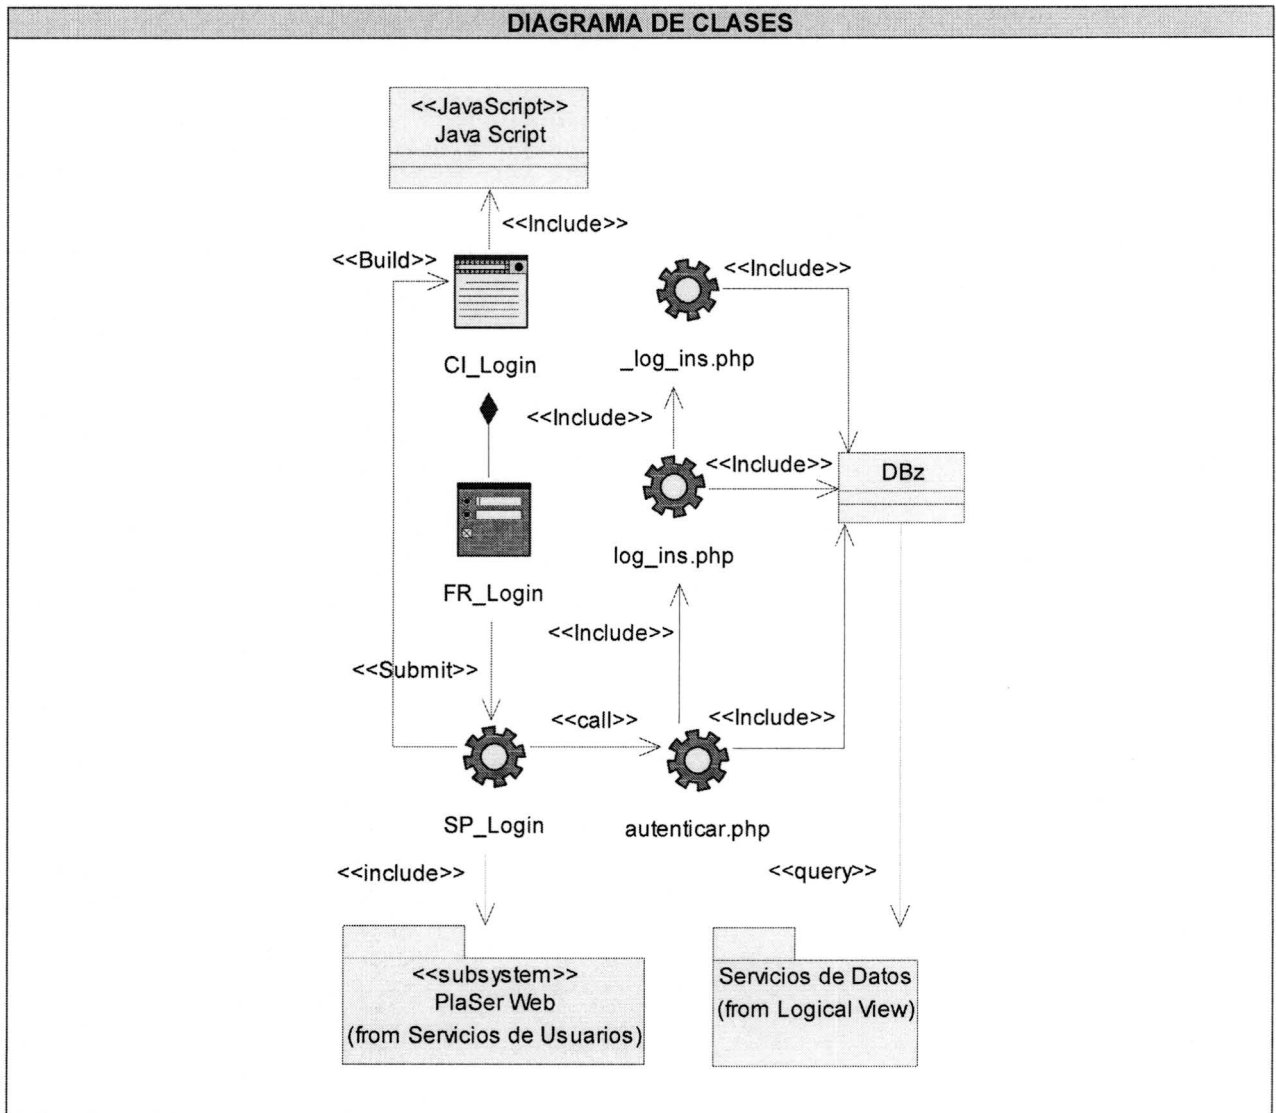 DIAGRAMA DE CLASES
<<JavaScript>>
Java Script
<<Include>>
<<Build>>
<<Include>>
CI_Login
_log_ins.php
<<Include>>
<<Include>>
DBz
log_ins.php
FR_Login
<<Include>>
<<Submit>>
<<call>>
<<Include>>
SP_Login
autenticar.php
<<include>>
<<query>>
<<subsystem>>
PlaSer Web
(from Servicios de Usuarios)
Servicios de Datos
(from Logical View)